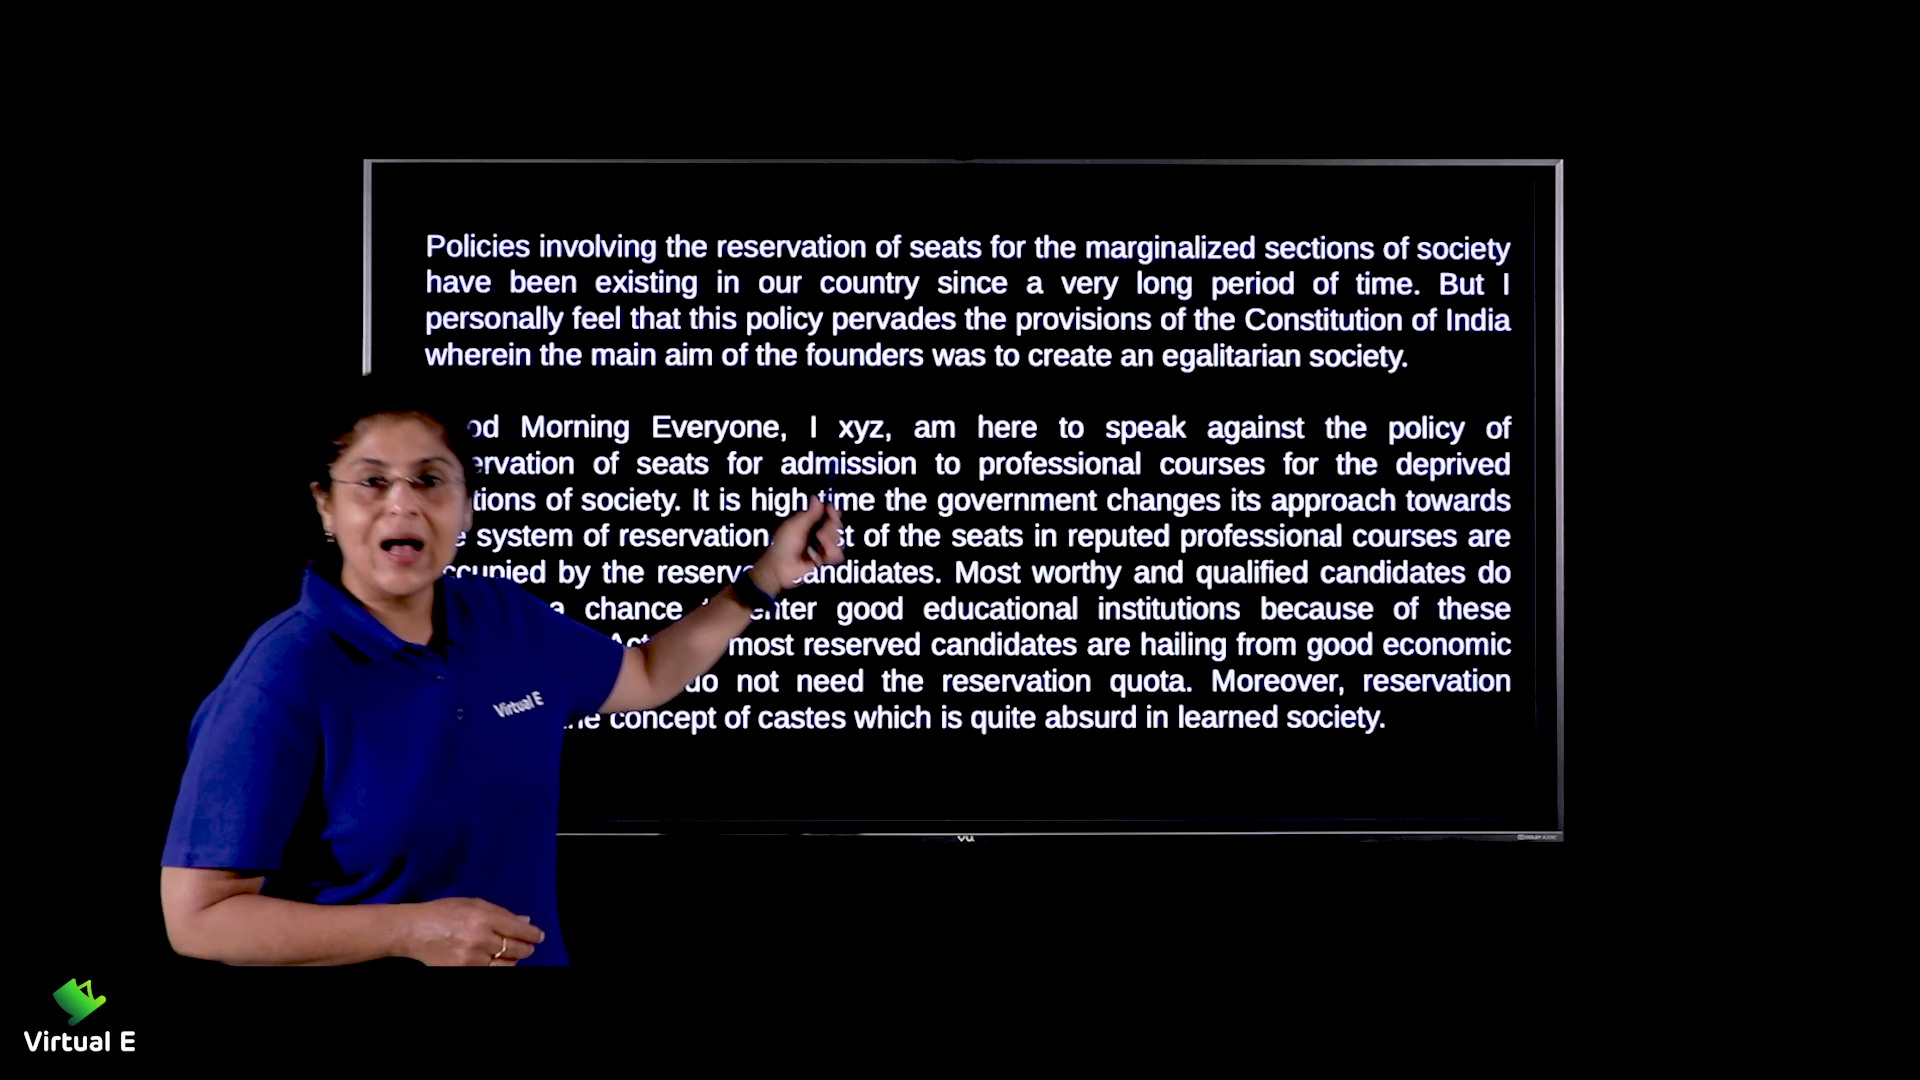 Policies involving the reservation of seats for the marginalized sections of society
have been existing in our country since a very long period of time. But I
personally feel that this policy pervades the provisions of the Constitution of India
wherein the main aim of the founders was to create an egalitarian society.
Morning Everyone, I xyz, am here to speak against the policy of
of seats for admission to professional courses for the deprived
of society. It is high time the government changes its approach towards
system of reservation. of the seats in reputed professional courses are
by the candidates. Most worthy and qualified candidates do
a chance enter good educational institutions because of these
most reserved candidates are hailing from good economic
do not need the reservation quota. Moreover, reservation
the concept of castes which is quite absurd in learned society.
Virtual E
vu
Virtual E